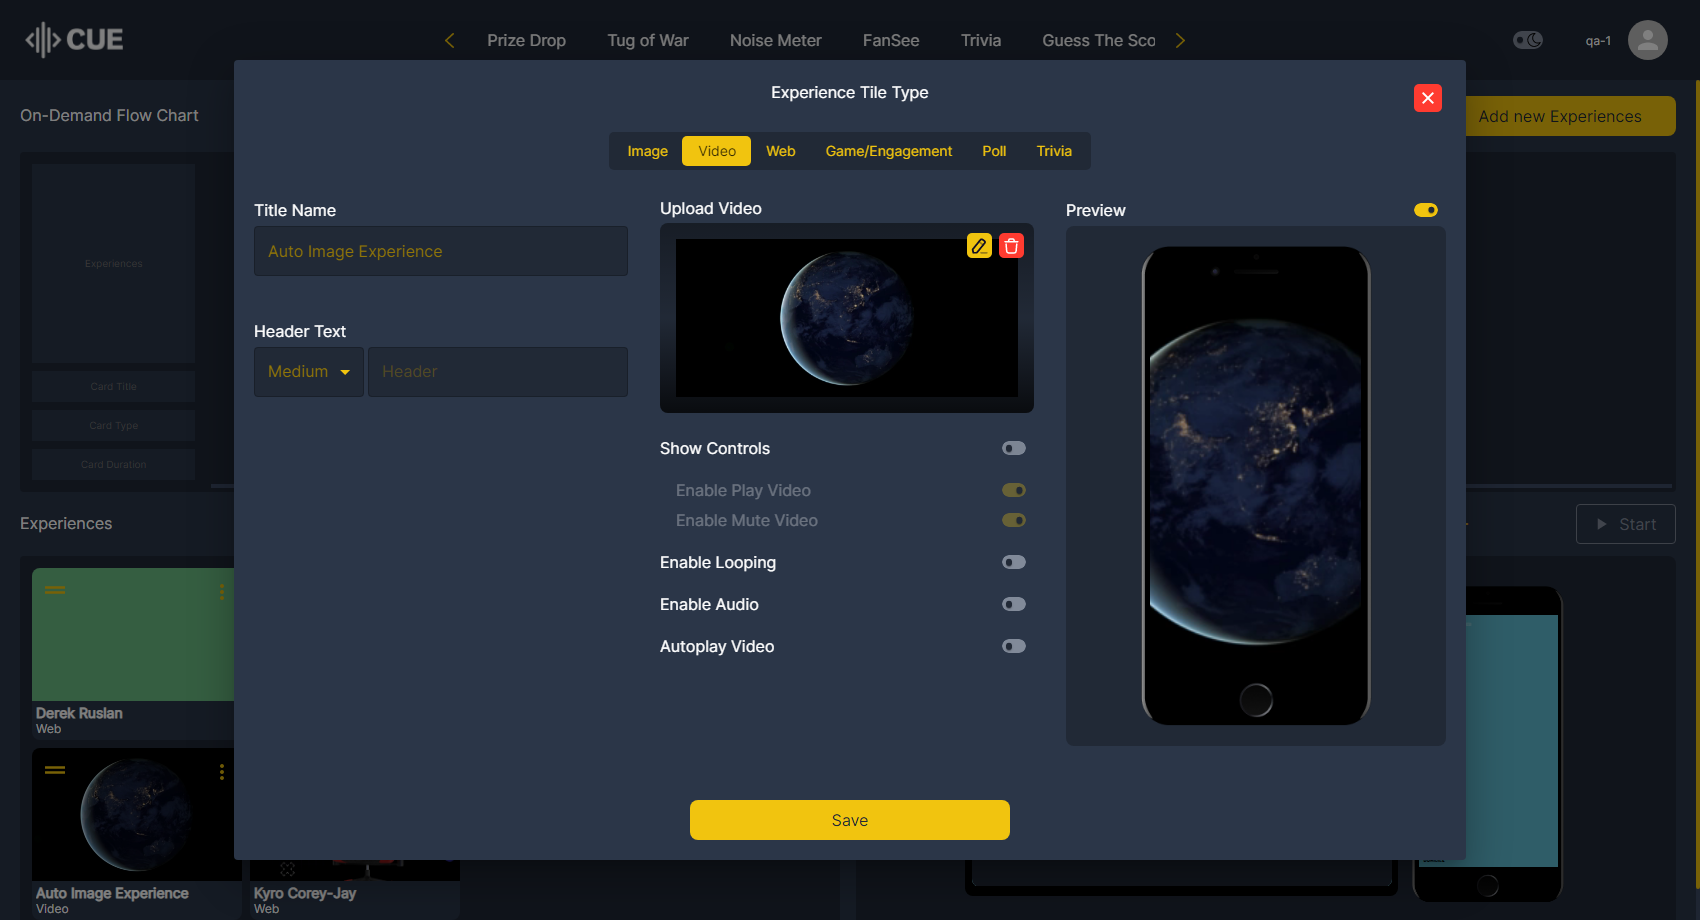 CUE
Prize Drop
Tug of War
Noise Meter
FanSee
Trivia
Guess The Sco
qa-1
On-Demand Flow Chart
Add new Experiences
Experience Tile Type
Image
Video
Web
Game/Engagement
Poll
Trivia
Title Name
Auto Image Experience
Header Text
Medium
Header
Upload Video
Show Controls
Enable Play Video
Enable Mute Video
Enable Looping
Enable Audio
Autoplay Video
Preview
Save
Experiences
Card Title
Card Type
Card Duration
Experiences
Start
Derek Ruslan
Web
Auto Image Experience
Video
Kyro Corey-Jay
Web